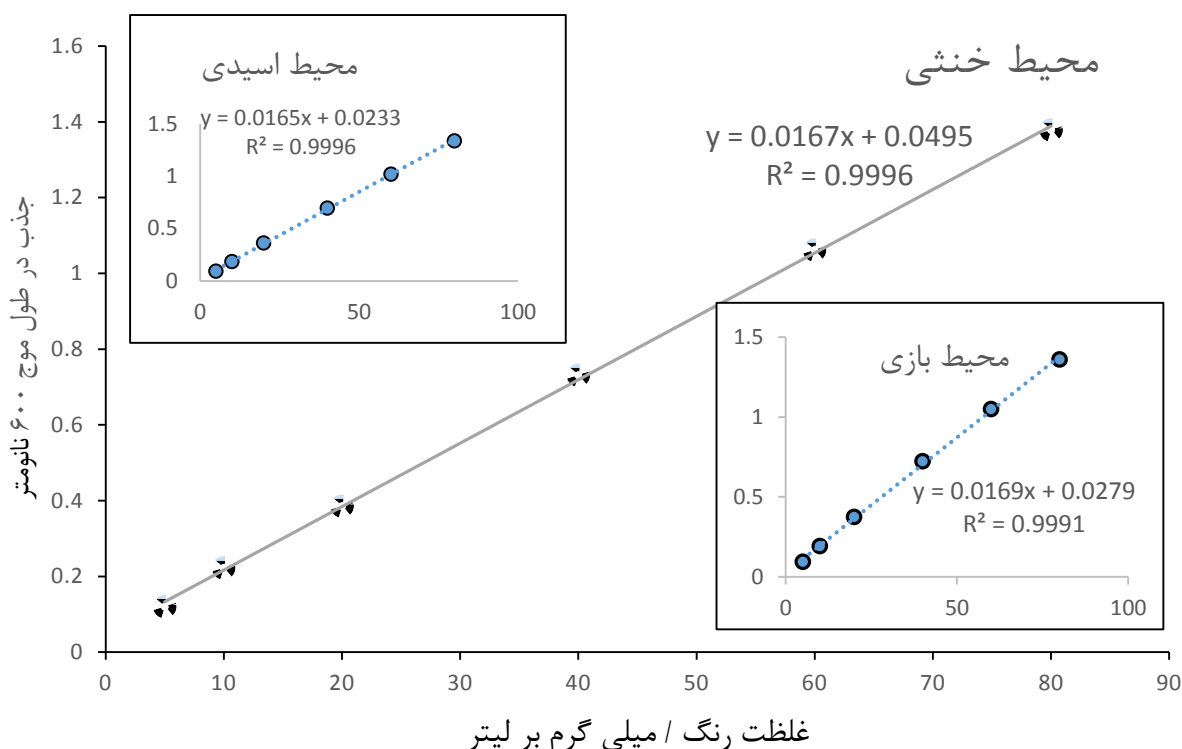 محیط خنثی
y = 0.0167x + 0.0495
R² = 0.9996
جذب در طول موج ۶۰۰ نانومتر
1.6
1.4
1.2
1
0.8
0.6
0.4
0.2
0
0 10 20 30 40 50 60 70 80 90
غلظت رنگ / میلی گرم بر لیتر
محیط اسیدی
y = 0.0165x + 0.0233
R² = 0.9996
1.5
1
0.5
0
0 50 100
محیط بازی
y = 0.0169x + 0.0279
R² = 0.9991
1.5
1
0.5
0
0 50 100